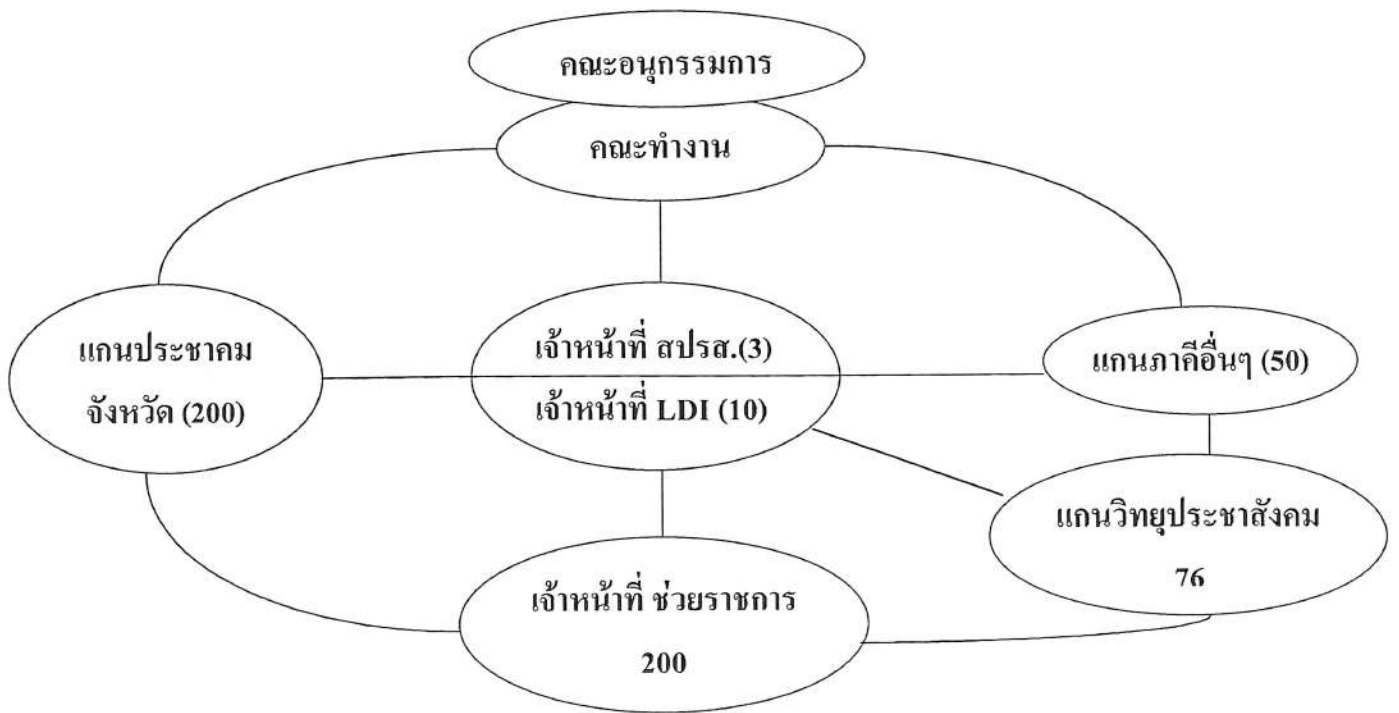 คณะอนุกรรมการ
คณะทำงาน
แกนประชาคม
จังหวัด (200)
เจ้าหน้าที่ สปรส.(3)
เจ้าหน้าที่ LDI (10)
แกนภาคีอื่นๆ (50)
แกนวิทยุประชาสังคม
76
เจ้าหน้าที่ ช่วยราชการ
200